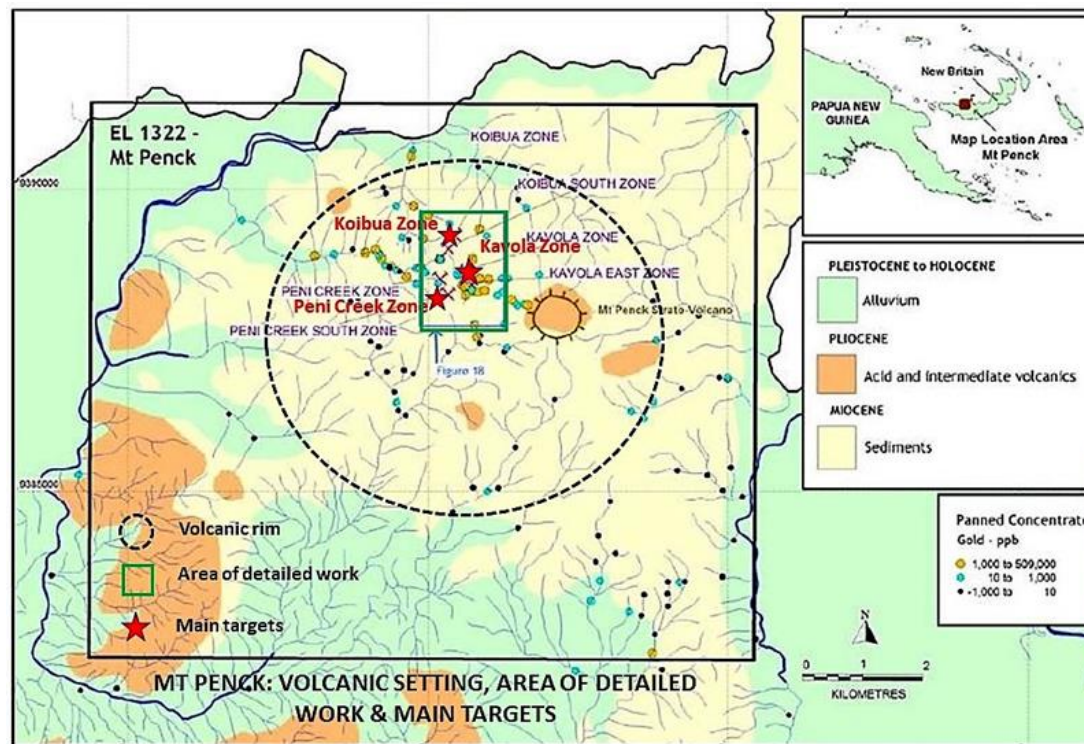 EL 1322 -
Mt Penck
9390000
9385000
KOIBUA ZONE
KOIBUA SOUTH ZONE
Koibua Zone
KAVOLA ZONE
Kavola Zone
KAVOLA EAST ZONE
PENI CREEK ZONE
Peni Creek Zone
PENI CREEK SOUTH ZONE
Mt Penck Strato-Volcano
Figure 18
Volcanic rim
Area of detailed work
Main targets
MT PENCK: VOLCANIC SETTING, AREA OF DETAILED
WORK & MAIN TARGETS
New Britain
PAPUA NEW
GUINEA
Map Location Area
Mt Penck
PLEISTOCENE to HOLOCENE
Alluvium
PLIOCENE
Acid and intermediate volcanics
MIOCENE
Sediments
Panned Concentrat
Gold - ppb
1,000 to 509,000
10 to 1,000
-1,000 to 10
N
0 1 2
KILOMETRES